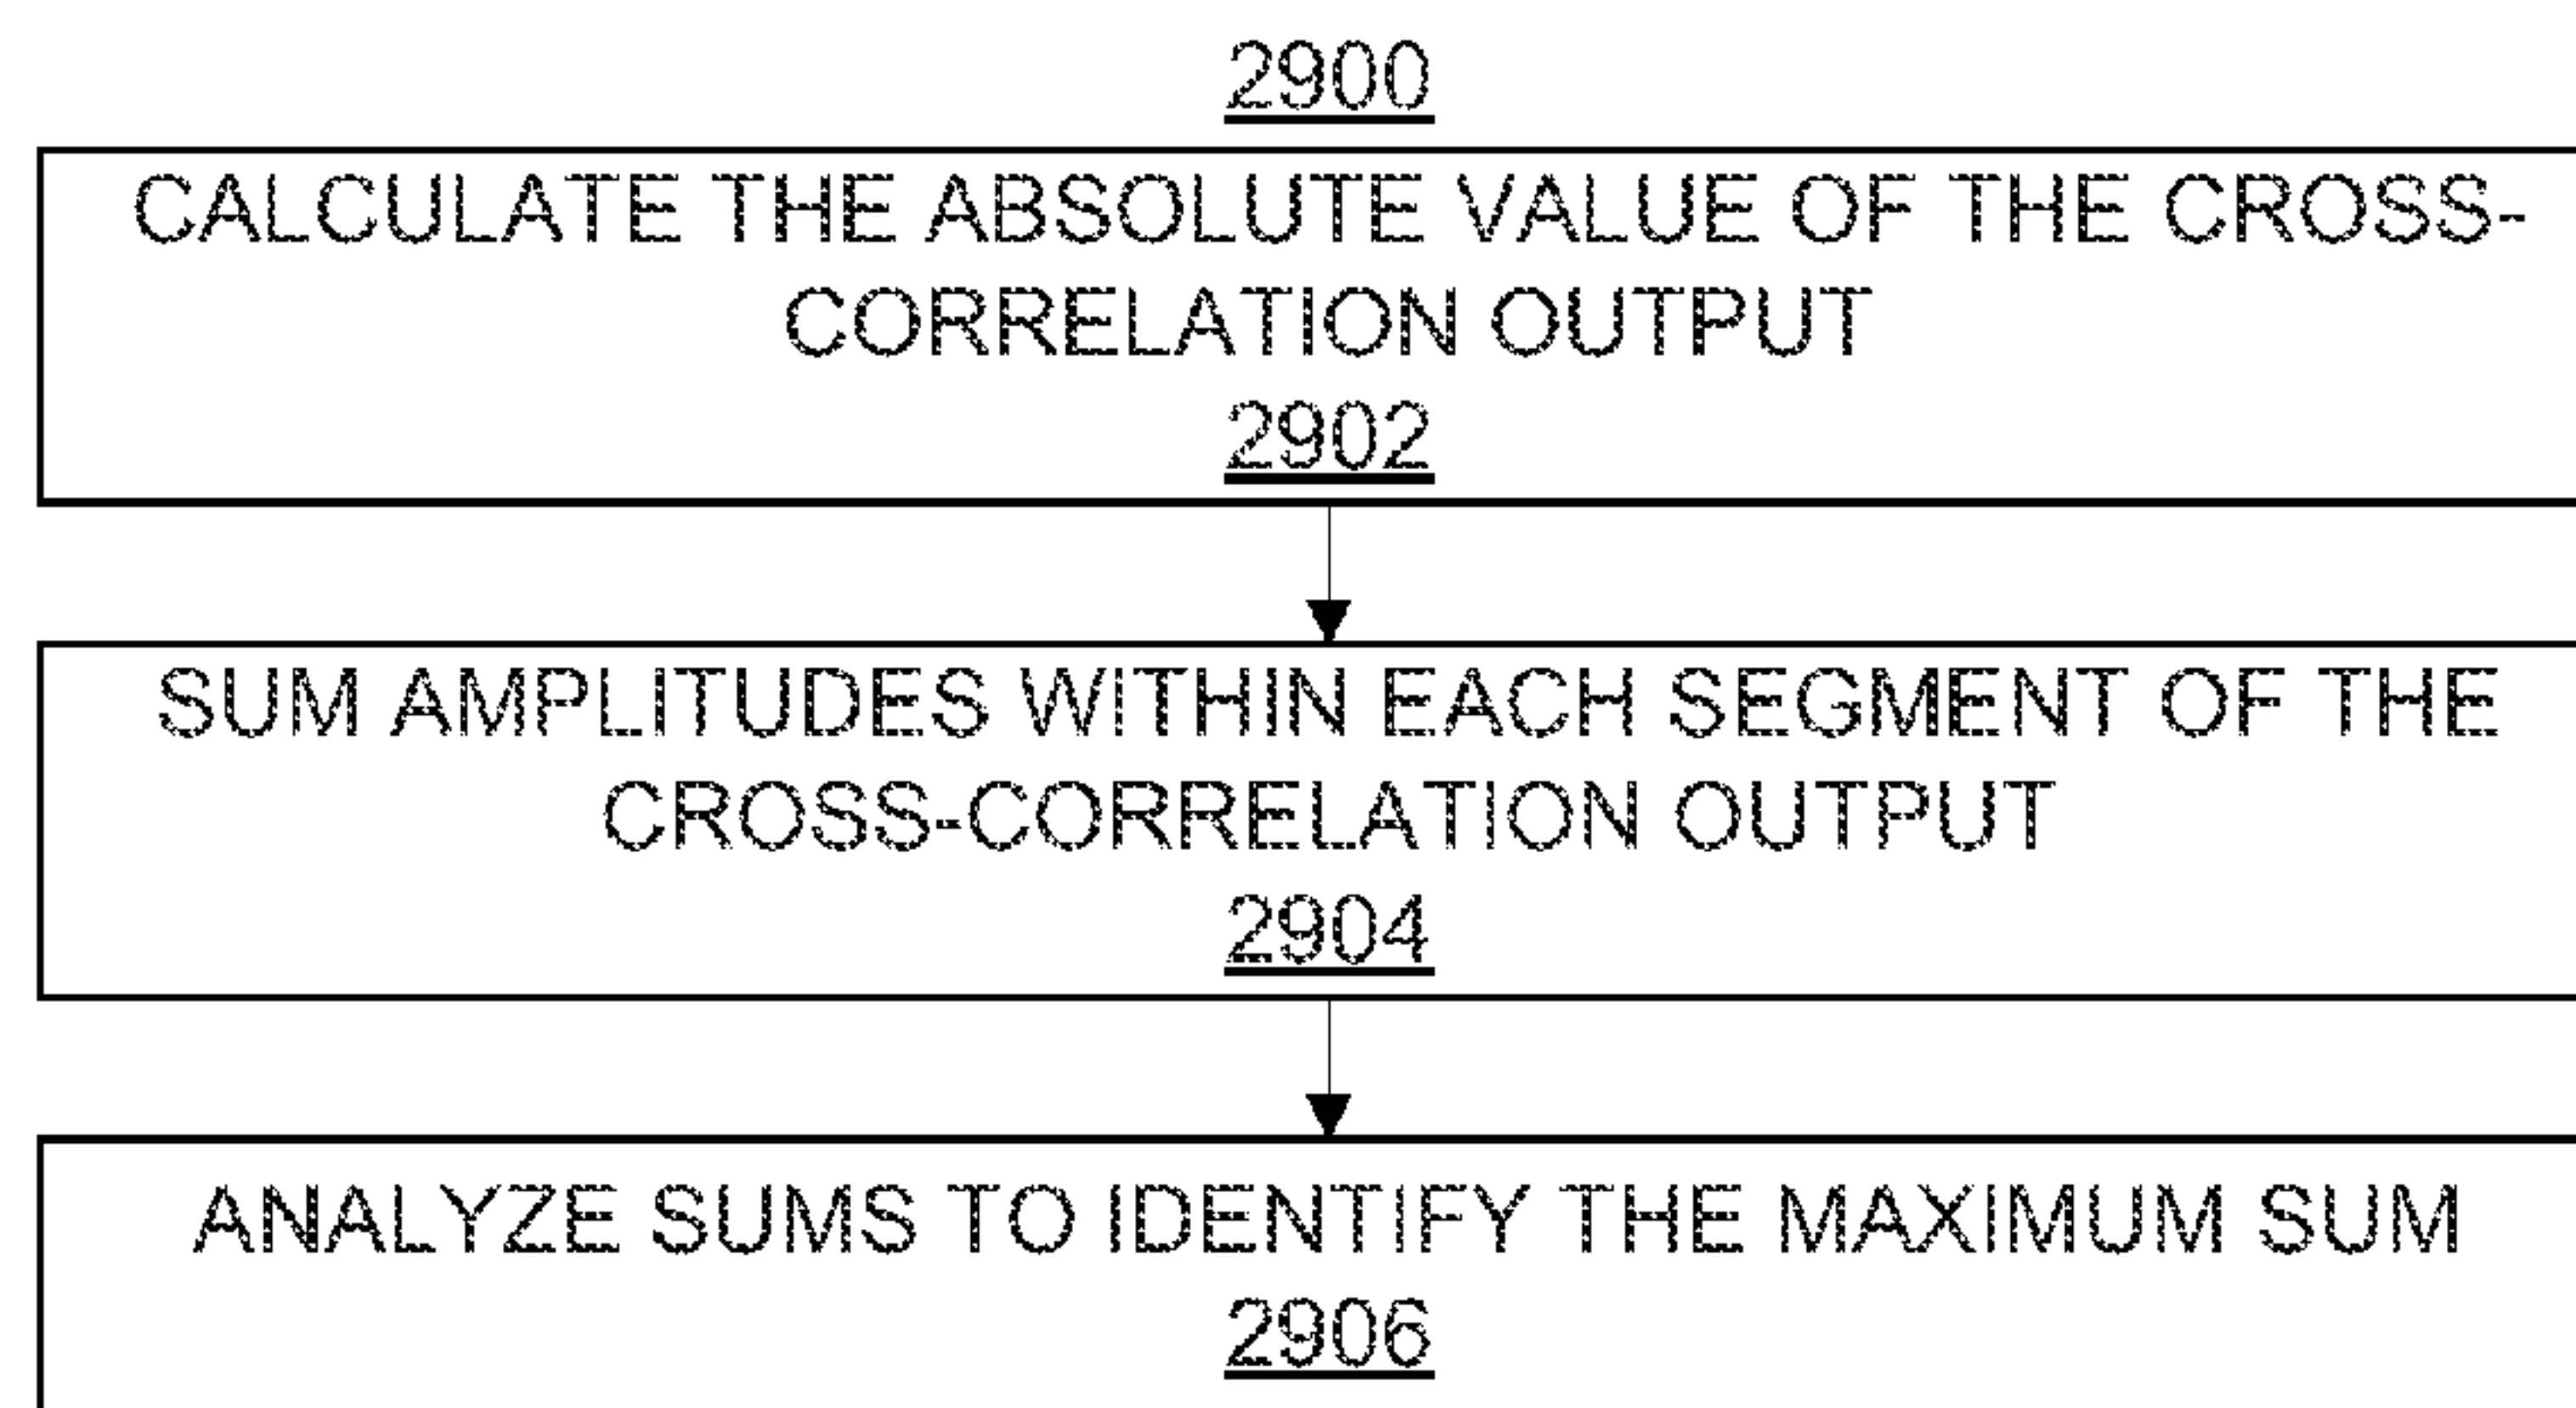 2900
CALCULATE THE ABSOLUTE VALUE OF THE CROSS-
CORRELATION OUTPUT
2902
SUM AMPLITUDES WITHIN EACH SEGMENT OF THE
CROSS-CORRELATION OUTPUT
2904
ANALYZE SUMS TO IDENTIFY THE MAXIMUM SUM
2906